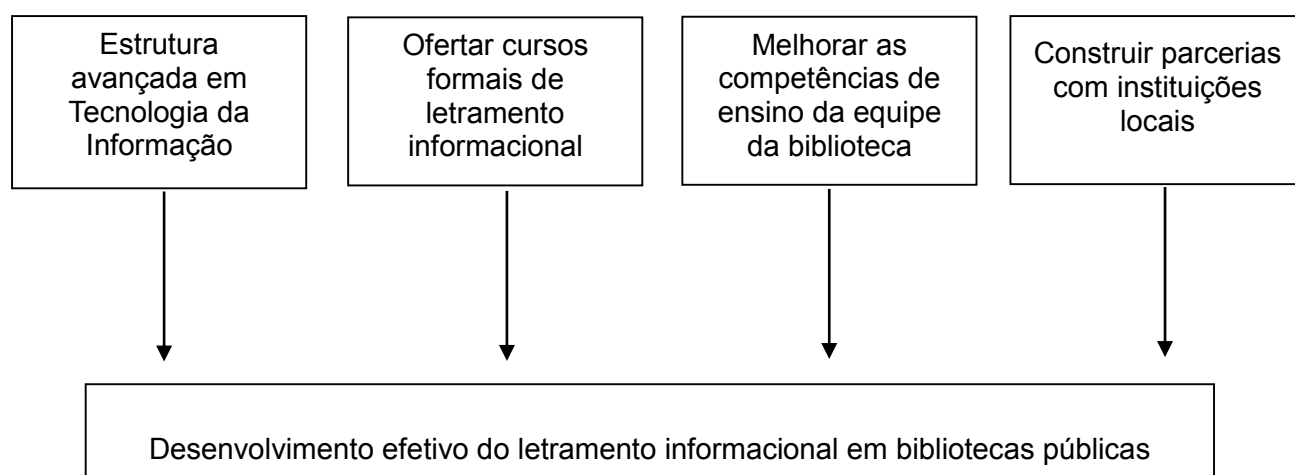 Estrutura
avançada em
Tecnologia da
Informação
Ofertar cursos
formais de
letramento
informacional
Melhorar as
competências de
ensino da equipe
da biblioteca
Construir parcerias
com instituições
locais
Desenvolvimento efetivo do letramento informacional em bibliotecas públicas